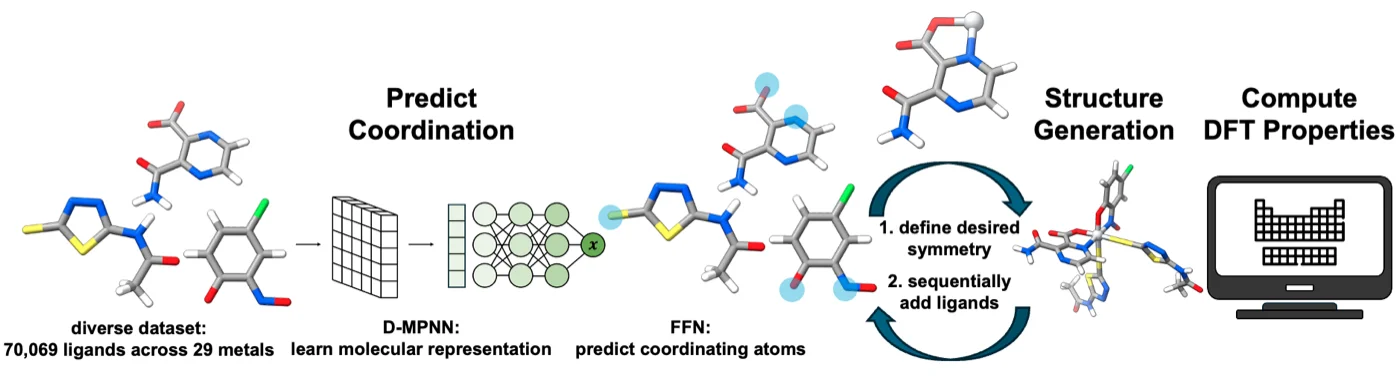 Predict
Coordination
Structure
Generation
Compute
DFT Properties
x
1. define desired
symmetry
2. sequentially
add ligands
diverse dataset:
70,069 ligands across 29 metals
D-MPNN:
learn molecular representation
FFN:
predict coordinating atoms